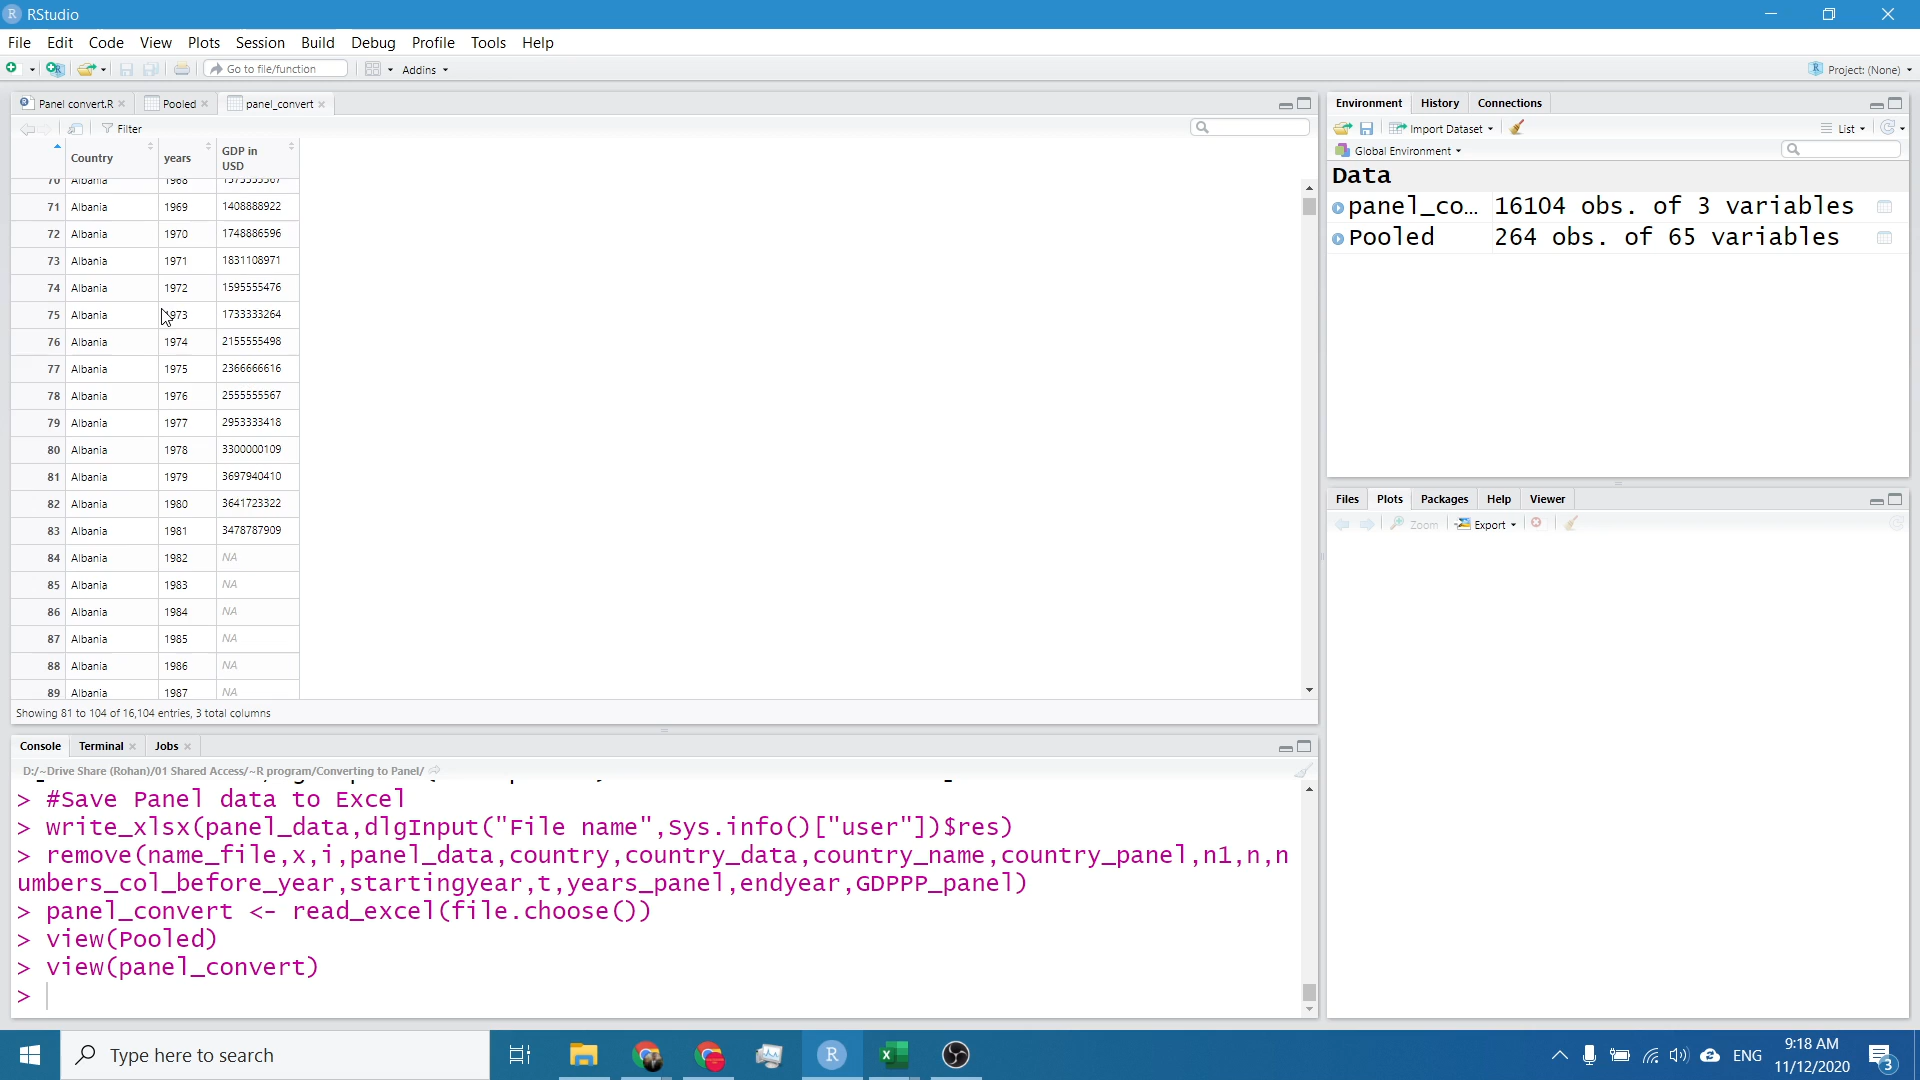 RStudio
File Edit Code View Plots Session Build Debug Profile Tools Help
Go to file/function Addins Project: (None)
Panel convert.R Pooled panel_convert
Filter
Country years GDP in USD
70 Albania 1968
71 Albania 1969 1408888922
72 Albania 1970 1748886596
73 Albania 1971 1831108971
74 Albania 1972 1595555476
75 Albania 1973 1733333264
76 Albania 1974 2155555498
77 Albania 1975 2366666616
78 Albania 1976 2555555567
79 Albania 1977 2953333418
80 Albania 1978 3300000109
81 Albania 1979 3697940410
82 Albania 1980 3641723322
83 Albania 1981 3478787909
84 Albania 1982 NA
85 Albania 1983 NA
86 Albania 1984 NA
87 Albania 1985 NA
88 Albania 1986 NA
89 Albania 1987 NA
Showing 81 to 104 of 16,104 entries, 3 total columns
Console Terminal Jobs
D:/~Drive Share (Rohan)/01 Shared Access/~R program/Converting to Panel/
> #Save Panel data to Excel
> write_xlsx(panel_data,dlgInput("File name",Sys.info()["user"])$res)
> remove(name_file,x,i,panel_data,country,country_data,country_name,country_panel,n1,n,n
umbers_col_before_year,startingyear,t,years_panel,endyear,GDPPP_panel)
> panel_convert <- read_excel(file.choose())
> view(Pooled)
> view(panel_convert)
>
Environment History Connections
Import Dataset List
Global Environment
Data
panel_co... 16104 obs. of 3 variables
Pooled 264 obs. of 65 variables
Files Plots Packages Help Viewer
Zoom Export
Type here to search
R
ENG
9:18 AM
11/12/2020
3